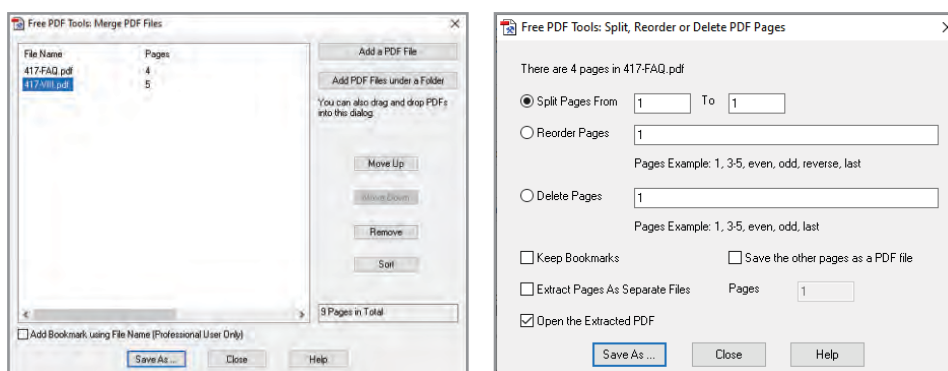 Free PDF Tools: Merge PDF Files
File Name Pages
417-FAQ.pdf 4
417-VIII.pdf 5
Add a PDF File
Add PDF Files under a Folder
You can also drag and drop PDFs
into this dialog.
Move Up
Move Down
Remove
Sort
9 Pages in Total
Add Bookmark using File Name (Professional User Only)
Save As ... Close Help
Free PDF Tools: Split, Reorder or Delete PDF Pages
There are 4 pages in 417-FAQ.pdf
Split Pages From 1 To 1
Reorder Pages 1
Pages Example: 1, 3-5, even, odd, reverse, last
Delete Pages 1
Pages Example: 1, 3-5, even, odd, last
Keep Bookmarks Save the other pages as a PDF file
Extract Pages As Separate Files Pages 1
Open the Extracted PDF
Save As ... Close Help